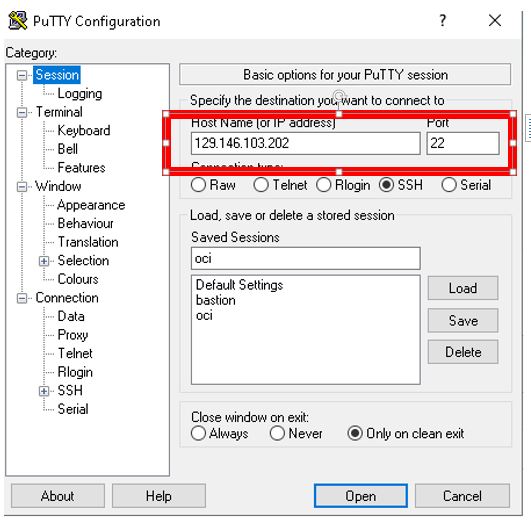 PuTTY Configuration
?
Category:
Session
Logging
Terminal
Keyboard
Bell
Features
Window
Appearance
Behaviour
Translation
Selection
Colours
Connection
Data
Proxy
Telnet
Rlogin
SSH
Serial
Basic options for your PuTTY session
Specify the destination you want to connect to
Host Name (or IP address) Port
129.146.103.202 22
Connection type:
Raw Telnet Rlogin SSH Serial
Load, save or delete a stored session
Saved Sessions
oci
Default Settings
bastion
oci
Load
Save
Delete
Close window on exit:
Always Never Only on clean exit
About Help Open Cancel